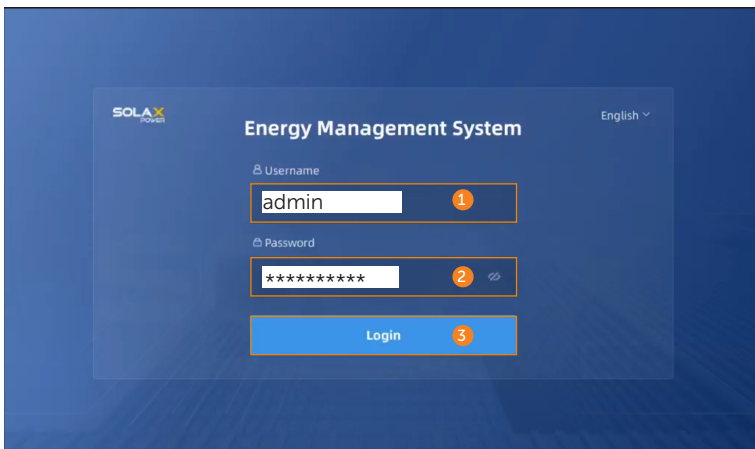 SOLAX
POWER
English
Energy Management System
Username
admin
1
Password
**********
2
Login
3